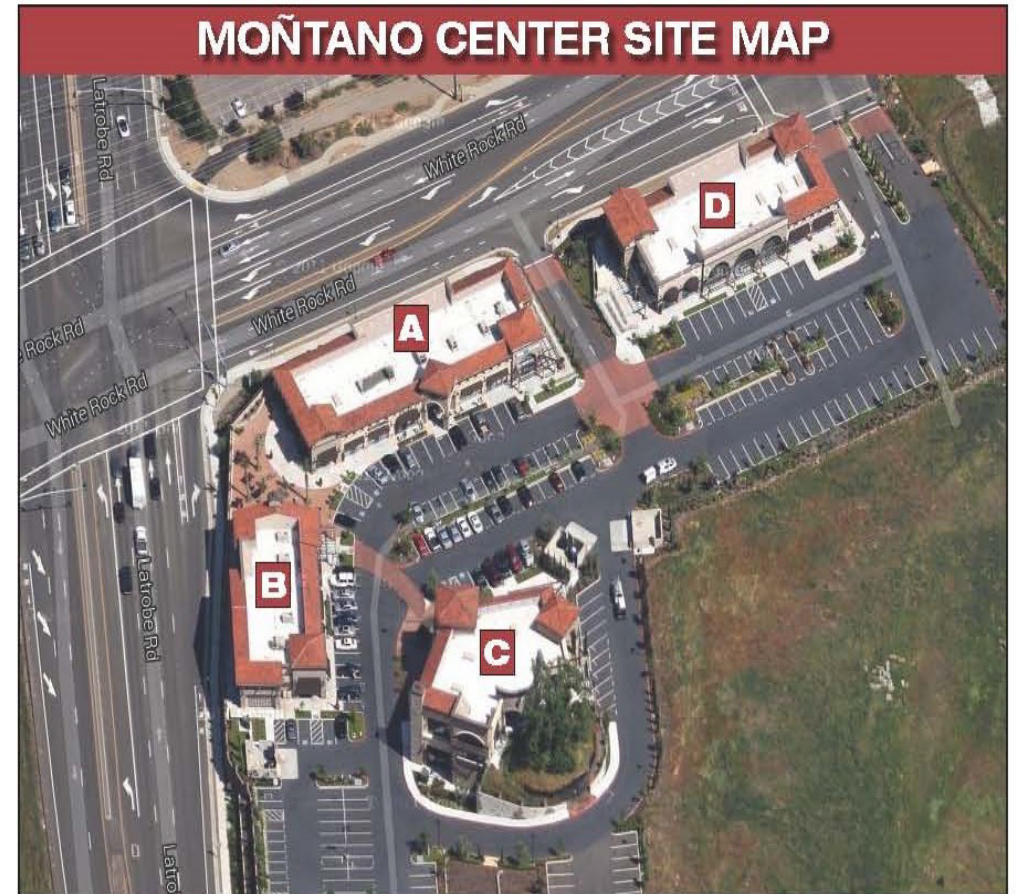 MOÑTANO CENTER SITE MAP
Latrobe Rd
White Rock Rd
D
White Rock Rd
A
Rock Rd
White Rock Rd
B
Latrobe Rd
C
Latro